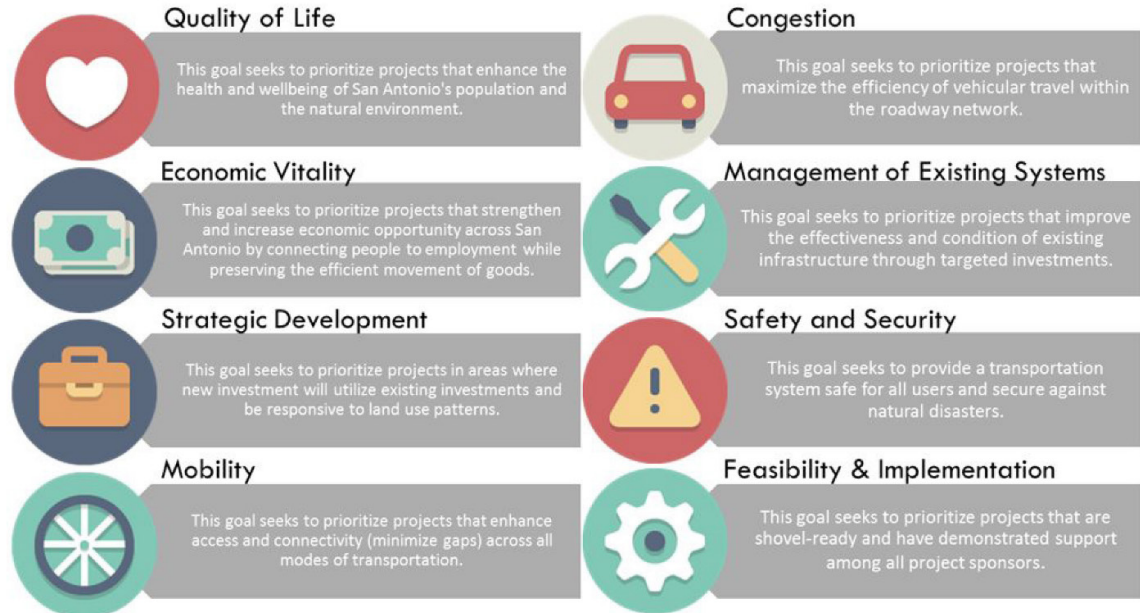 Quality of Life
This goal seeks to prioritize projects that enhance the
health and wellbeing of San Antonio's population and
the natural environment.
Economic Vitality
This goal seeks to prioritize projects that strengthen
and increase economic opportunity across San
Antonio by connecting people to employment while
preserving the efficient movement of goods.
Strategic Development
This goal seeks to prioritize projects in areas where
new investment will utilize existing investments and
be responsive to land use patterns.
Mobility
This goal seeks to prioritize projects that enhance
access and connectivity (minimize gaps) across all
modes of transportation.
Congestion
This goal seeks to prioritize projects that
maximize the efficiency of vehicular travel within
the roadway network.
Management of Existing Systems
This goal seeks to prioritize projects that improve
the effectiveness and condition of existing
infrastructure through targeted investments.
Safety and Security
This goal seeks to provide a transportation
system safe for all users and secure against
natural disasters.
Feasibility & Implementation
This goal seeks to prioritize projects that are
shovel-ready and have demonstrated support
among all project sponsors.